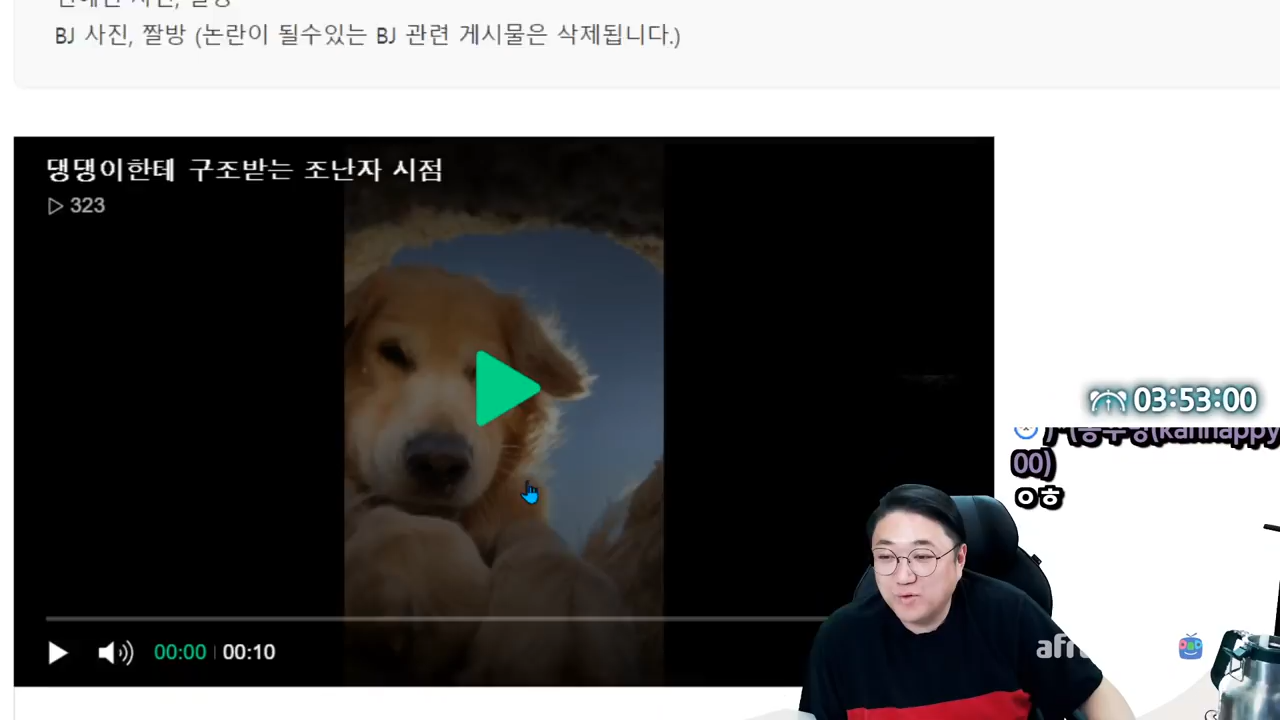 BJ 사진, 짤방 (논란이 될수있는 BJ 관련 게시물은 삭제됩니다.)
댕댕이한테 구조받는 조난자 시점
323
03:53:00
00)
ㅇㅎ
00:00 00:10